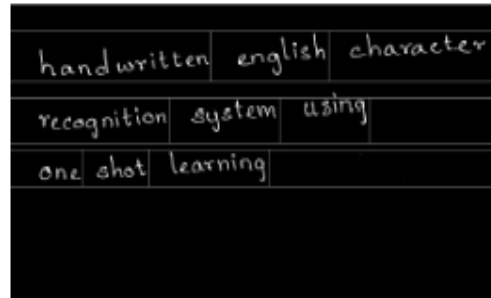 handwritten english character
recognition system using
one shot learning